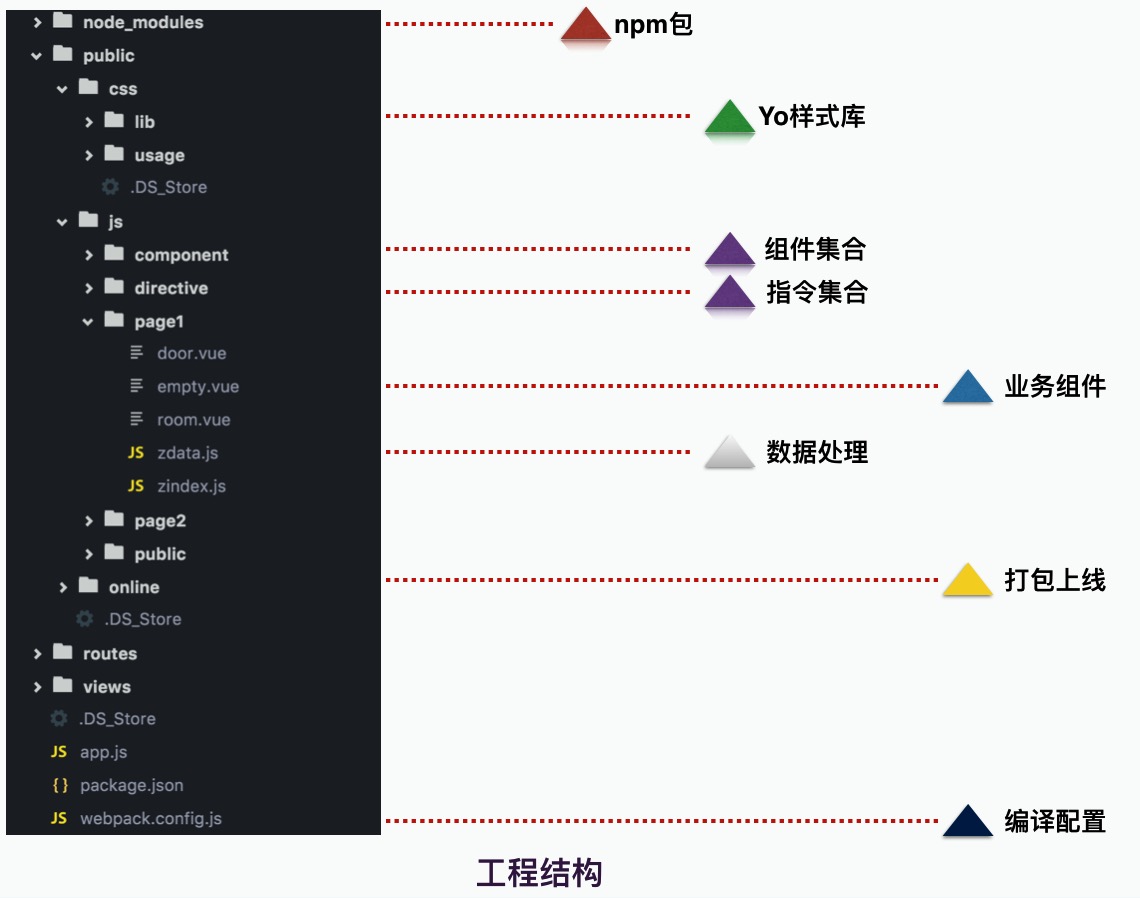 node_modules
npm包
public
css
Yo样式库
lib
usage
.DS_Store
js
component
组件集合
directive
指令集合
page1
door.vue
empty.vue
业务组件
room.vue
JS zdata.js
数据处理
JS zindex.js
page2
public
online
打包上线
.DS_Store
routes
views
.DS_Store
JS app.js
{} package.json
JS webpack.config.js
编译配置
工程结构